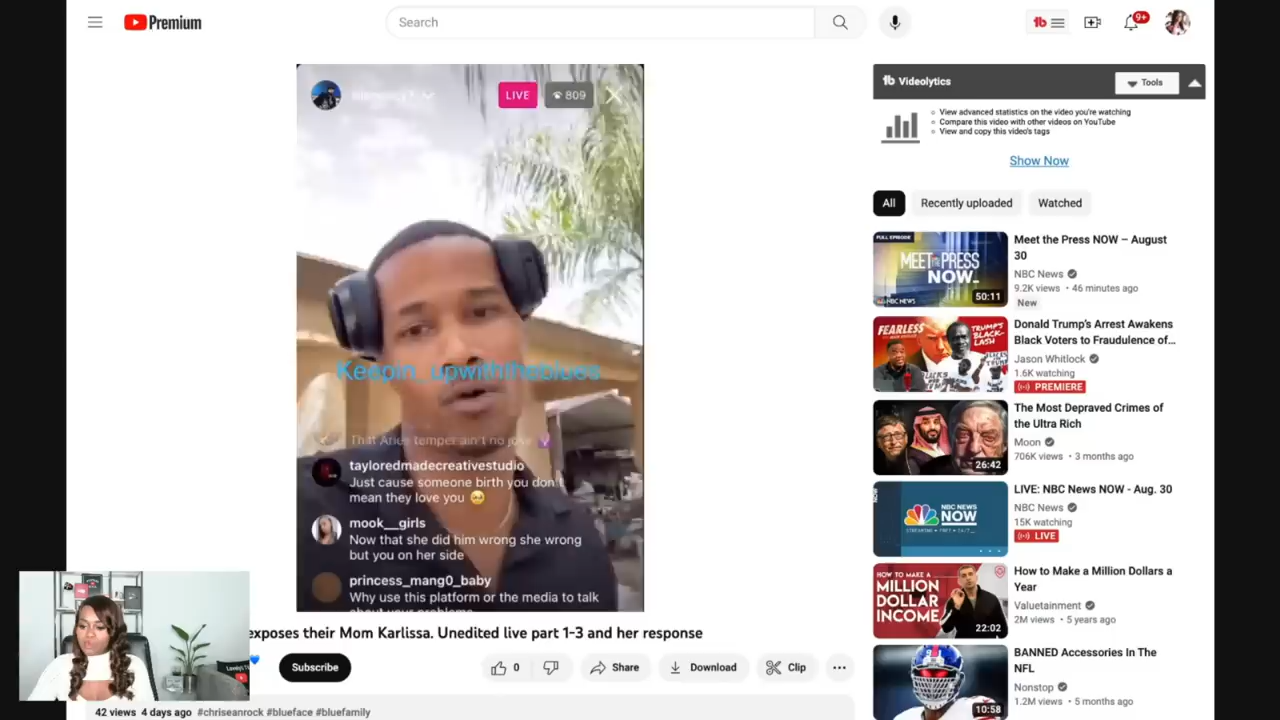 Premium
Search
9+
LIVE
809
Keepin_upwiththeblues
That Aries temper ain't no joke
tayloredmadecreativestudio
Just cause someone birth you don't
mean they love you
mook__girls
Now that she did him wrong she wrong
but you on her side
princess_mang0_baby
Why use this platform or the media to talk
about your problems
exposes their Mom Karlissa. Unedited live part 1-3 and her response
Subscribe
0
Share
Download
Clip
42 views 4 days ago #chriseanrock #blueface #bluefamily
Videolytics
Tools
View advanced statistics on the video you're watching
Compare this video with other videos on YouTube
View and copy this video's tags
Show Now
All
Recently uploaded
Watched
FULL EPISODE
MEET THE PRESS
NOW
NBC NEWS
50:11
Meet the Press NOW – August
30
NBC News
9.2K views • 46 minutes ago
New
FEARLESS
TRUMP'S
BLACK-
LASH
Donald Trump's Arrest Awakens
Black Voters to Fraudulence of...
Jason Whitlock
1.6K watching
PREMIERE
26:42
The Most Depraved Crimes of
the Ultra Rich
Moon
706K views • 3 months ago
NBC NEWS
NOW
LIVE: NBC News NOW - Aug. 30
NBC News
15K watching
LIVE
HOW TO MAKE A
MILLION
DOLLAR
INCOME
22:02
How to Make a Million Dollars a
Year
Valuetainment
2M views • 5 years ago
10:58
BANNED Accessories In The
NFL
Nonstop
1.2M views • 5 months ago